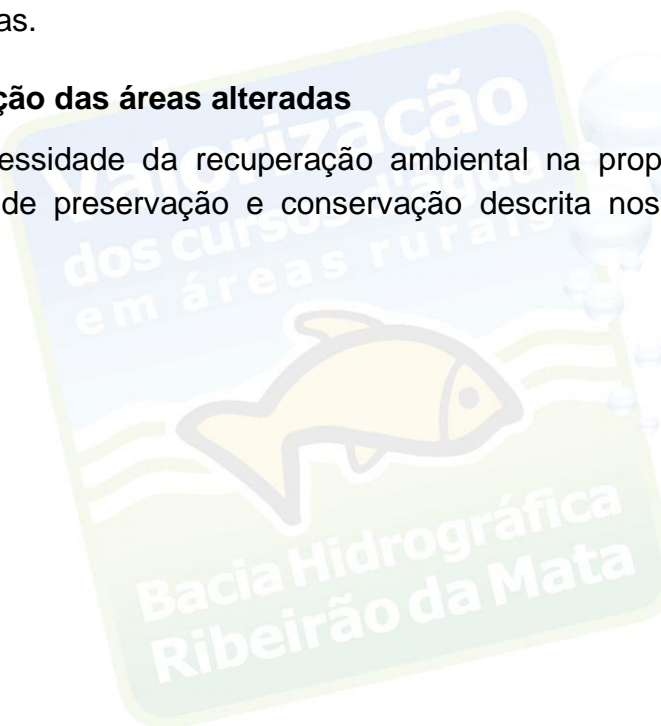 as.
ção das áreas alteradas
essidade da recuperação ambiental na prop
de preservação e conservação descrita nos
Valorização
dos cursos d'água
em áreas rurais
Bacia Hidrográfica
Ribeirão da Mata